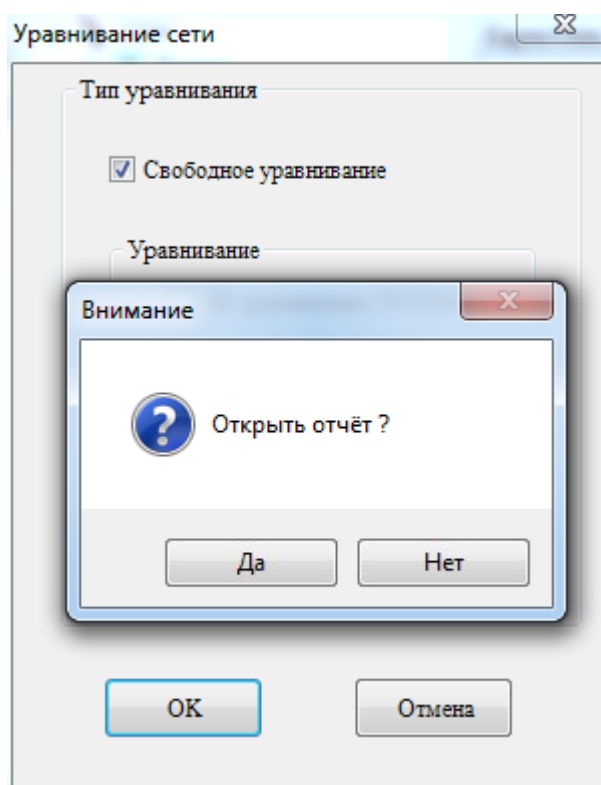 Уравнивание сети
Тип уравнивания
Свободное уравнивание
Уравнивание
Внимание
Открыть отчёт ?
Да
Нет
OK
Отмена